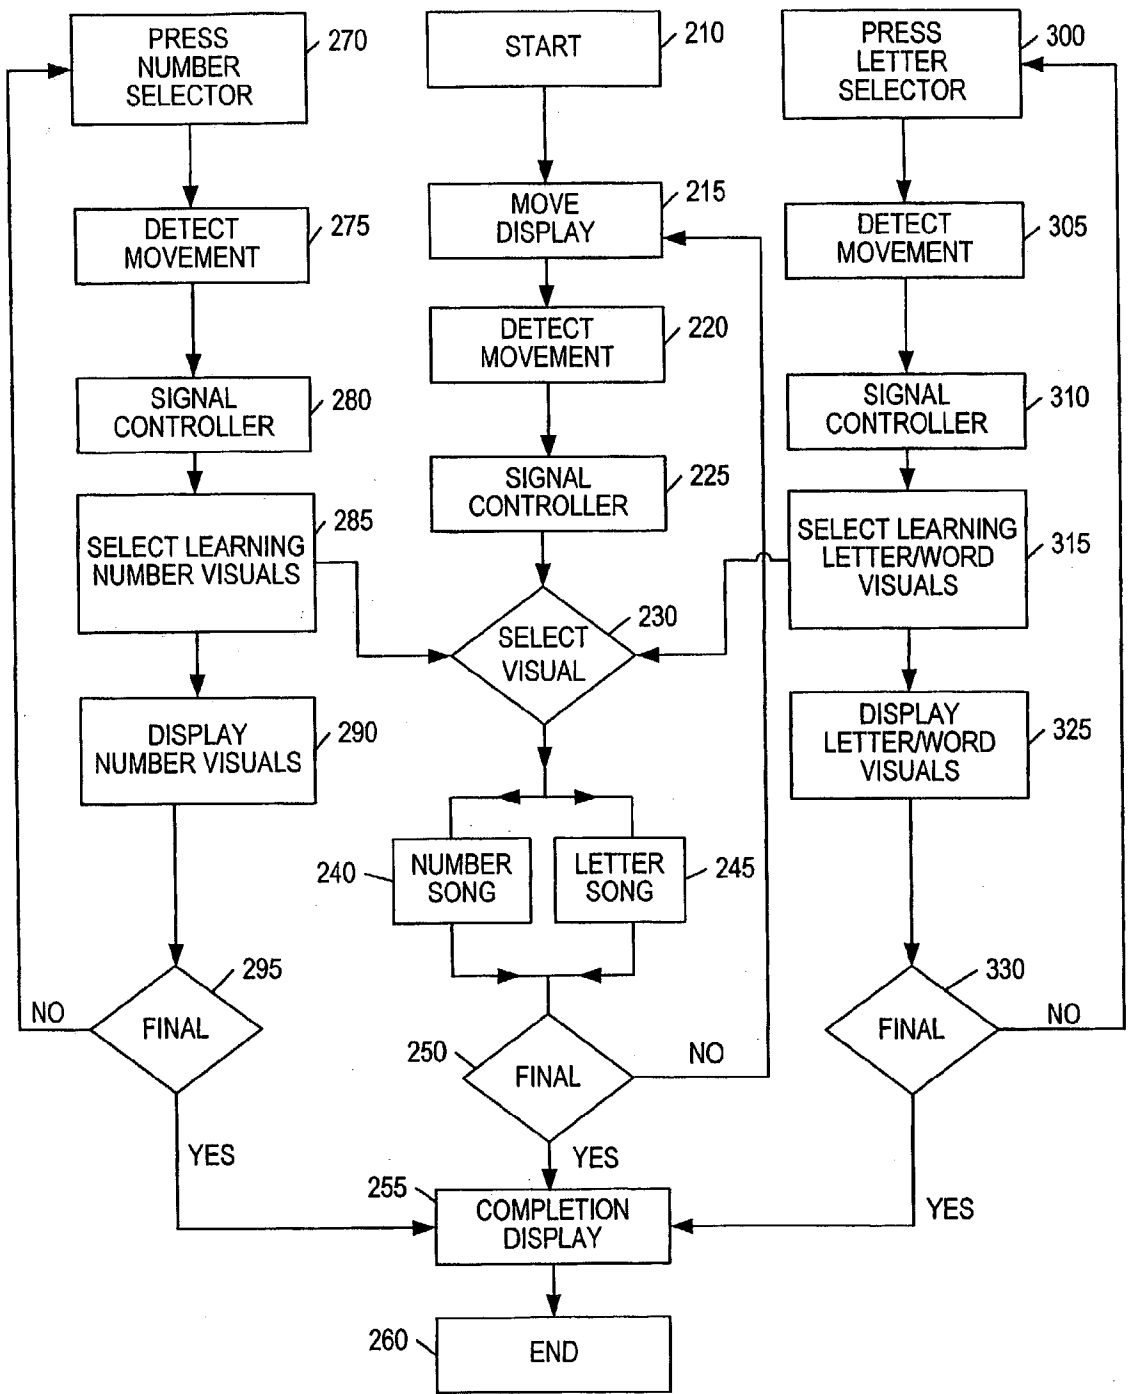 PRESS
NUMBER
SELECTOR
270
START
210
PRESS
LETTER
SELECTOR
300
MOVE
DISPLAY
215
DETECT
MOVEMENT
275
DETECT
MOVEMENT
305
DETECT
MOVEMENT
220
SIGNAL
CONTROLLER
280
SIGNAL
CONTROLLER
310
SIGNAL
CONTROLLER
225
SELECT LEARNING
NUMBER VISUALS
285
SELECT LEARNING
LETTER/WORD
VISUALS
315
SELECT
VISUAL
230
DISPLAY
NUMBER VISUALS
290
DISPLAY
LETTER/WORD
VISUALS
325
240
NUMBER
SONG
LETTER
SONG
245
FINAL
295
NO
FINAL
330
NO
250
FINAL
NO
YES
YES
YES
255
COMPLETION
DISPLAY
260
END